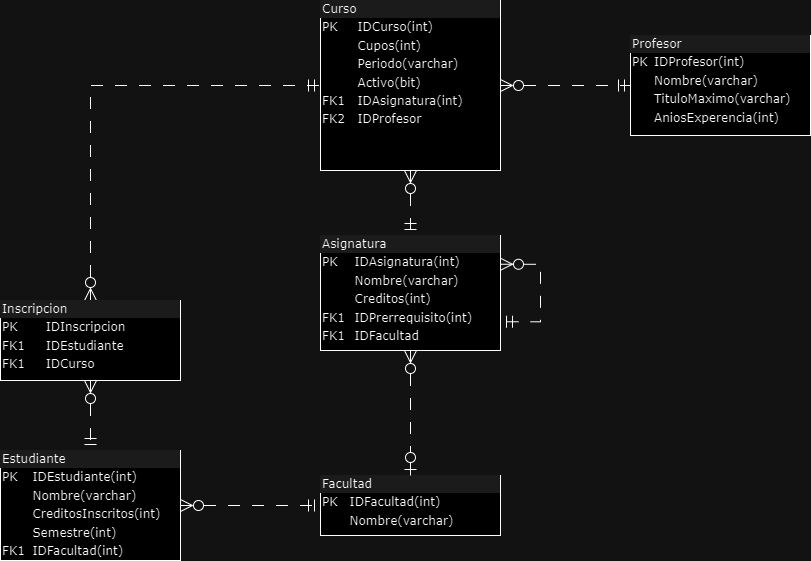 Curso
PK IDCurso(int)
Cupos(int)
Periodo(varchar)
Activo(bit)
FK1 IDAsignatura(int)
FK2 IDProfesor
Profesor
PK IDProfesor(int)
Nombre(varchar)
TituloMaximo(varchar)
AniosExperencia(int)
Asignatura
PK IDAsignatura(int)
Nombre(varchar)
Creditos(int)
FK1 IDPrerrequisito(int)
FK1 IDFacultad
Inscripcion
PK IDInscripcion
FK1 IDEstudiante
FK1 IDCurso
Estudiante
PK IDEstudiante(int)
Nombre(varchar)
CreditosInscritos(int)
Semestre(int)
FK1 IDFacultad(int)
Facultad
PK IDFacultad(int)
Nombre(varchar)